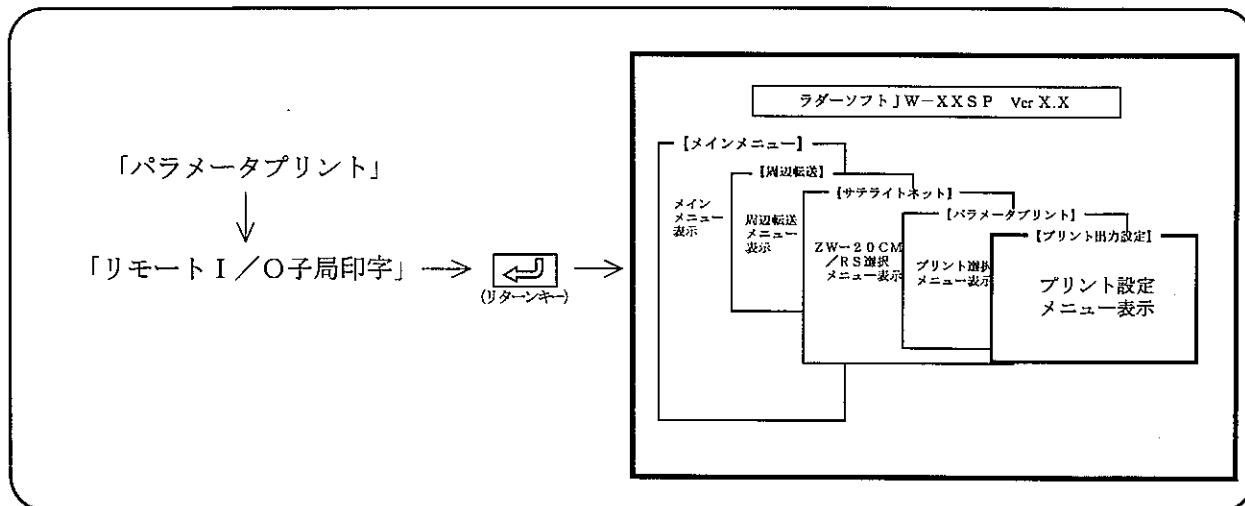 「パラメータプリント」
「リモートI／O子局印字」
(リターンキー)
ラダーソフトJW－XXSP Ver X.X
【メインメニュー】
メイン
メニュー
表示
【周辺転送】
周辺転送
メニュー
表示
【サテライトネット】
ZW－20CM
／RS選択
メニュー表示
【パラメータプリント】
プリント選択
メニュー表示
【プリント出力設定】
プリント設定
メニュー表示